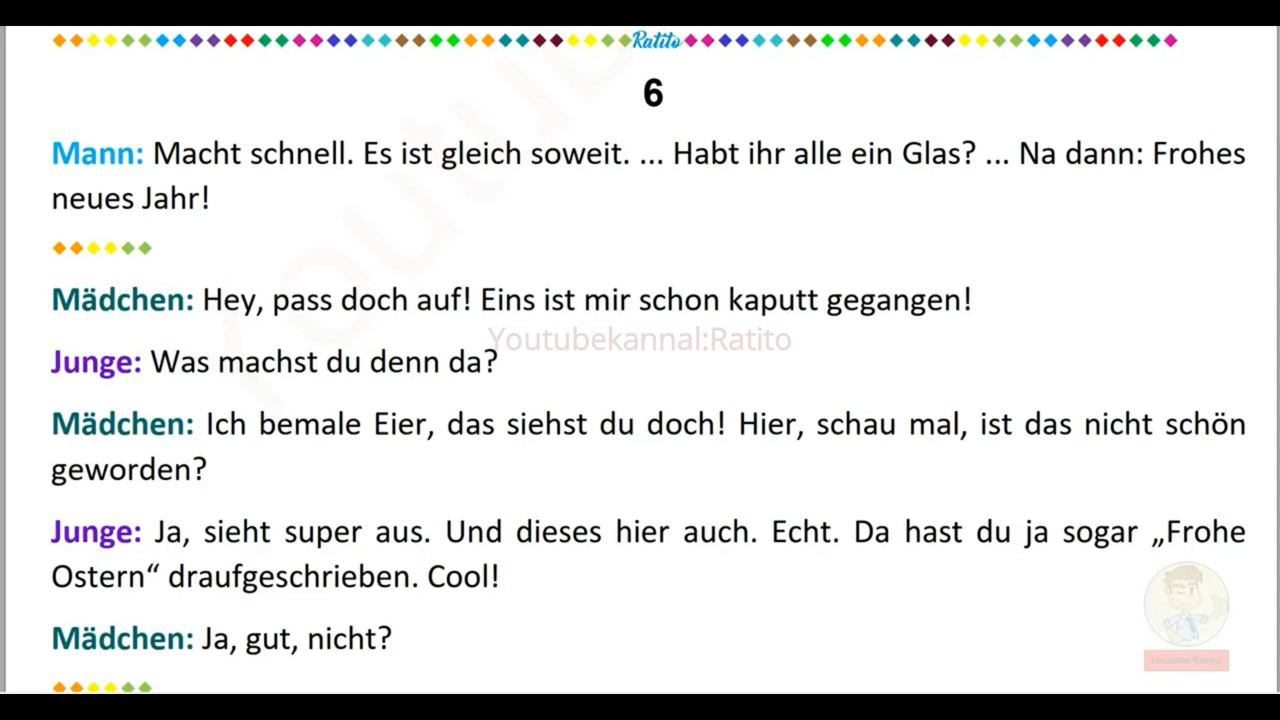 Ratito
6
Mann: Macht schnell. Es ist gleich soweit. ... Habt ihr alle ein Glas? ... Na dann: Frohes
neues Jahr!
Mädchen: Hey, pass doch auf! Eins ist mir schon kaputt gegangen!
Youtubekannal:Ratito
Junge: Was machst du denn da?
Mädchen: Ich bemale Eier, das siehst du doch! Hier, schau mal, ist das nicht schön
geworden?
Junge: Ja, sieht super aus. Und dieses hier auch. Echt. Da hast du ja sogar „Frohe
Ostern“ draufgeschrieben. Cool!
Mädchen: Ja, gut, nicht?